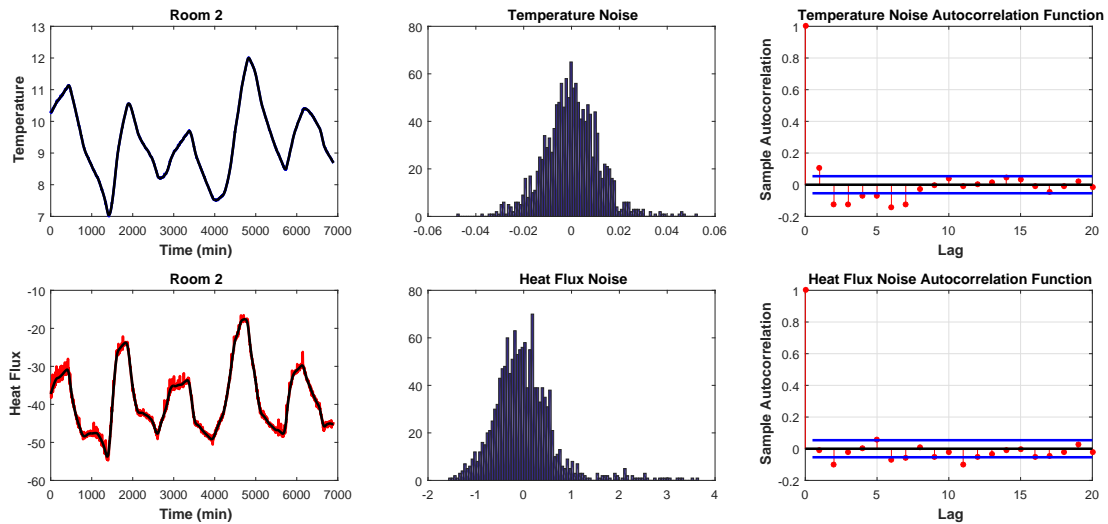 Room 2
Temperature Noise
Temperature Noise Autocorrelation Function
13
12
11
10
9
8
7
Temperature
0 1000 2000 3000 4000 5000 6000 7000
Time (min)
80
60
40
20
0
-0.06 -0.04 -0.02 0 0.02 0.04 0.06
1
0.8
0.6
0.4
0.2
0
-0.2
Sample Autocorrelation
0 5 10 15 20
Lag
Room 2
Heat Flux Noise
Heat Flux Noise Autocorrelation Function
-10
-20
-30
-40
-50
-60
Heat Flux
0 1000 2000 3000 4000 5000 6000 7000
Time (min)
80
60
40
20
0
-2 -1 0 1 2 3 4
1
0.8
0.6
0.4
0.2
0
-0.2
Sample Autocorrelation
0 5 10 15 20
Lag